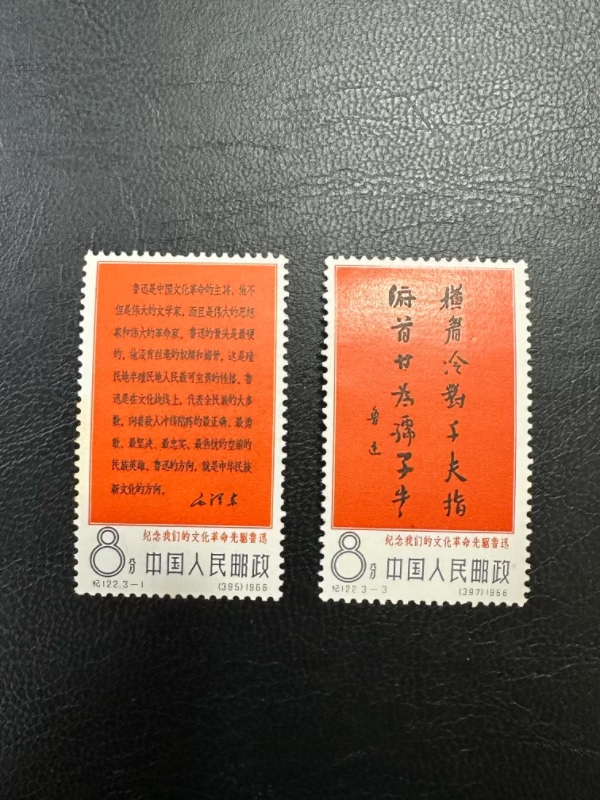 鲁迅是中国文化革命的主将，他不
但是伟大的文学家，而且是伟大的思想
家和伟大的革命家。鲁迅的骨头是最硬
的，他没有丝毫的奴颜和媚骨，这是殖
民地半殖民地人民最可宝贵的性格。鲁
迅是在文化战线上，代表全民族的大多
数，向着敌人冲锋陷阵的最正确、最勇
敢、最坚决、最忠实、最热忱的空前的
民族英雄。鲁迅的方向，就是中华民族
新文化的方向。
毛泽东
纪念我们的文化革命先驱鲁迅
8分 中国人民邮政
纪122.3-1 (395)1966
横眉冷對千夫指
俯首甘為孺子牛
鲁迅
纪念我们的文化革命先驱鲁迅
8分 中国人民邮政
纪122.3-3 (397)1966